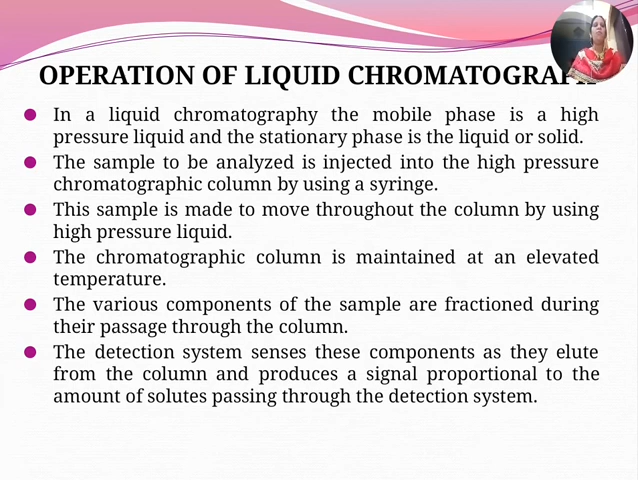 OPERATION OF LIQUID
In a liquid chromatography the mobile phase is a high
pressure liquid and the stationary phase is the liquid or solid.
The sample to be analyzed is injected into the high pressure
chromatographic column by using a syringe.
This sample is made to move throughout the column by using
high pressure liquid.
The chromatographic column is maintained at an elevated
temperature.
The various components of the sample are fractioned during
their passage through the column.
The detection system senses these components as they elute
from the column and produces a signal proportional to the
amount of solutes passing through the detection system.